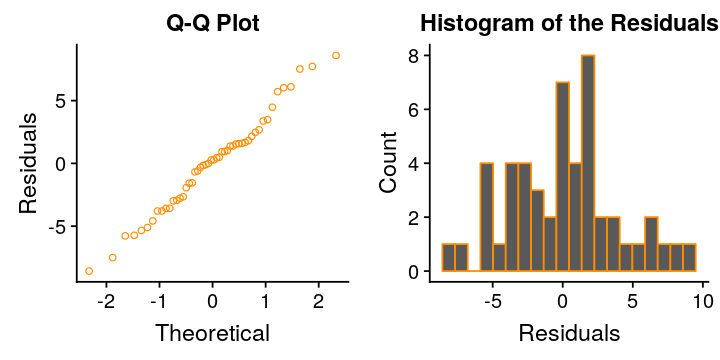 Q-Q Plot
Residuals
5
0
-5
-2
-1
0
1
2
Theoretical
Histogram of the Residuals
Count
8
6
4
2
0
-5
0
5
10
Residuals